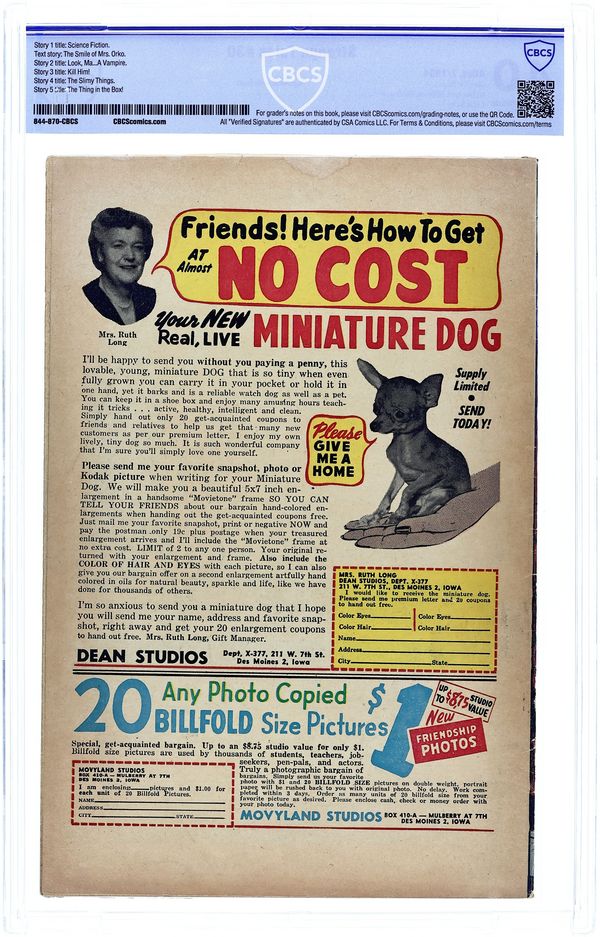 Story 1 title: Science Fiction.
Text story: The Smile of Mrs. Orko.
Story 2 title: Look, Ma...A Vampire.
Story 3 title: Kill Him!
Story 4 title: The Slimy Things.
Story 5 title: The Thing in the Box!
844-870-CBCS CBCScomics.com
CBCS
CBCS
For grader's notes on this book, please visit CBCScomics.com/grading-notes, or use the QR Code.
All "Verified Signatures" are authenticated by CSA Comics LLC. For Terms & Conditions, please visit CBCScomics.com/terms
Friends! Here's How To Get
AT Almost
NO COST
Your NEW
Real, LIVE
MINIATURE DOG
Mrs. Ruth
Long
I'll be happy to send you without you paying a penny, this
lovable, young, miniature DOG that is so tiny when even
fully grown you can carry it in your pocket or hold it in
one hand, yet it barks and is a reliable watch dog as well as a pet.
You can keep it in a shoe box and enjoy many amusing hours teach-
ing it tricks . . . active, healthy, intelligent and clean.
Simply hand out only 20 get-acquainted coupons to
friends and relatives to help us get that many new
customers as per our premium letter. I enjoy my own
lively, tiny dog so much. It is such wonderful company
that I'm sure you'll simply love one yourself.
Supply
Limited
•
SEND
TODAY!
Please
GIVE
ME A
HOME
Please send me your favorite snapshot, photo or
Kodak picture when writing for your Miniature
Dog. We will make you a beautiful 5x7 inch en-
largement in a handsome "Movietone" frame SO YOU CAN
TELL YOUR FRIENDS about our bargain hand-colored en-
largements when handing out the get-acquainted coupons free.
Just mail me your favorite snapshot, print or negative NOW and
pay the postman only 19c plus postage when your treasured
enlargement arrives and I'll include the "Movietone" frame at
no extra cost. LIMIT of 2 to any one person. Your original re-
turned with your enlargement and frame. Also include the
COLOR OF HAIR AND EYES with each picture, so I can also
give you our bargain offer on a second enlargement artfully hand
colored in oils for natural beauty, sparkle and life, like we have
done for thousands of others.
I'm so anxious to send you a miniature dog that I hope
you will send me your name, address and favorite snap-
shot, right away and get your 20 enlargement coupons
to hand out free. Mrs. Ruth Long, Gift Manager.
DEAN STUDIOS
Dept. X-377, 211 W. 7th St.
Des Moines 2, Iowa
MRS. RUTH LONG
DEAN STUDIOS, DEPT. X-377
211 W. 7TH ST., DES MOINES 2, IOWA
I would like to receive the miniature dog.
Please send me premium letter and 20 coupons
to hand out free.
Color Eyes Color Eyes
Color Hair Color Hair
Name
Address
City State
20 Any Photo Copied
BILLFOLD Size Pictures
$1
UP TO $8.75 STUDIO VALUE
New
FRIENDSHIP
PHOTOS
Special, get-acquainted bargain. Up to an $8.75 studio value for only $1.
Billfold size pictures are used by thousands of students, teachers, job-
seekers, pen-pals, and actors.
Truly a photographic bargain of
bargains. Simply send us your favorite
photo with $1 and 20 BILLFOLD SIZE pictures on double weight, portrait
paper will be rushed back to you with original photo. No delay. Work com-
pleted within 3 days. Order as many units of 20 billfold size from your
favorite picture as desired. Please enclose cash, check or money order with
your photo today.
MOVYLAND STUDIOS
BOX 410-A — MULBERRY AT 7TH
DES MOINES 2, IOWA
I am enclosing pictures and $1.00 for
each unit of 20 Billfold Pictures.
NAME
ADDRESS
CITY STATE
MOVYLAND STUDIOS BOX 410-A — MULBERRY AT 7TH
DES MOINES 2, IOWA